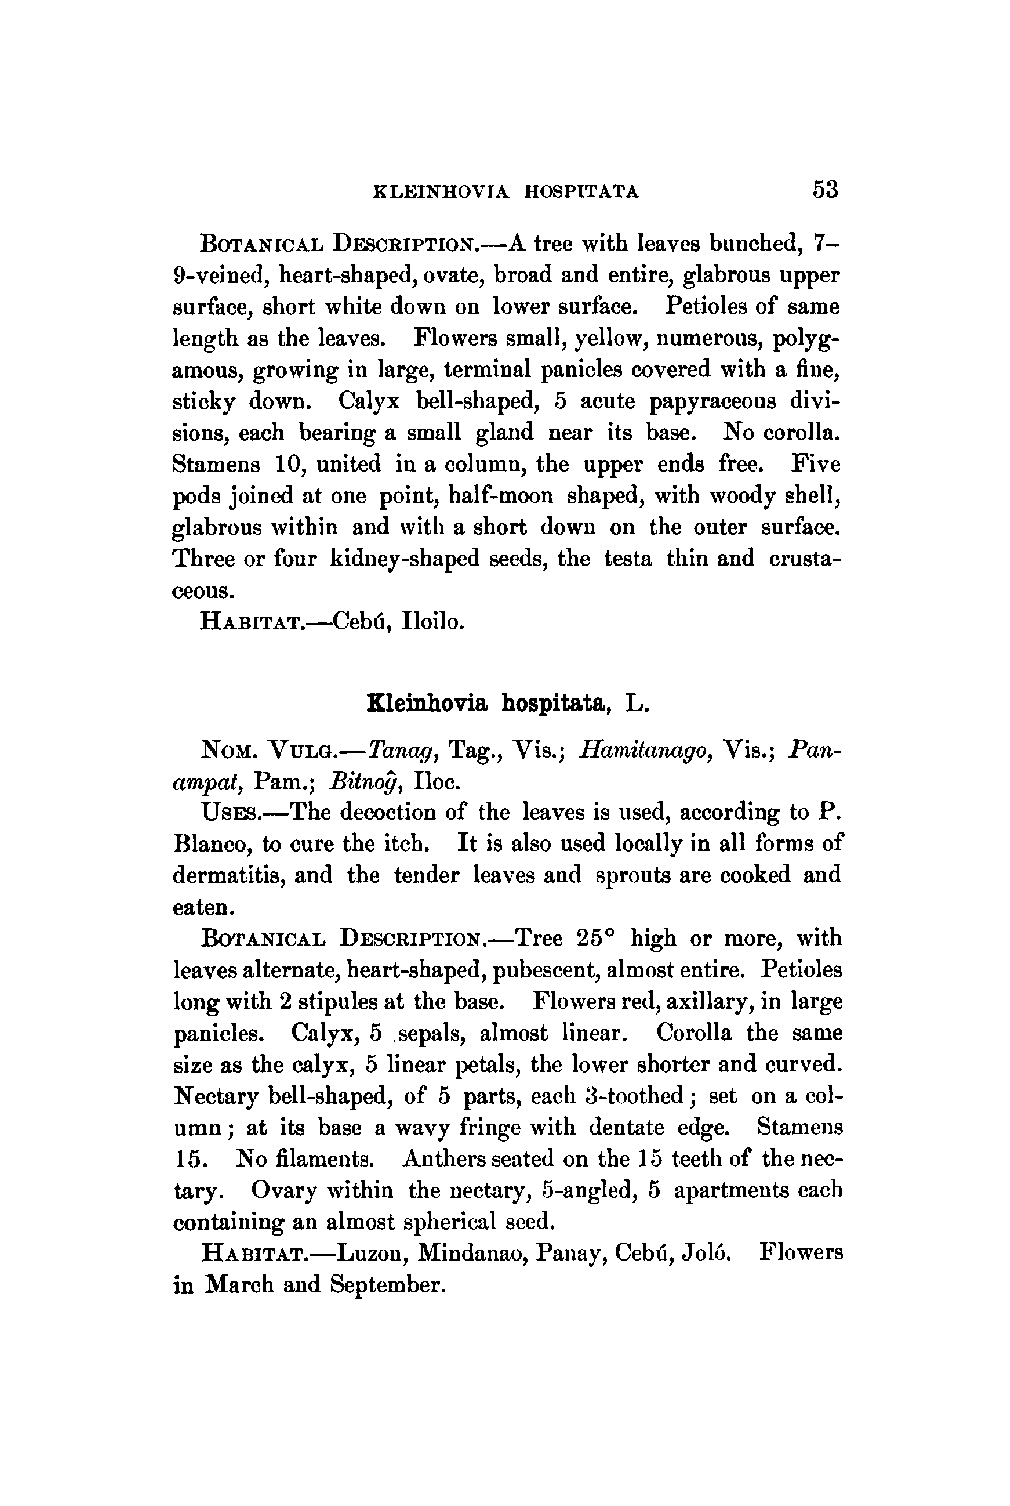 KLEINHOVIA HOSPITATA 53
BOTANICAL DESCRIPTION.—A tree with leaves bunched, 7–
9-veined, heart-shaped, ovate, broad and entire, glabrous upper
surface, short white down on lower surface. Petioles of same
length as the leaves. Flowers small, yellow, numerous, polyg-
amous, growing in large, terminal panicles covered with a fine,
sticky down. Calyx bell-shaped, 5 acute papyraceous divi-
sions, each bearing a small gland near its base. No corolla.
Stamens 10, united in a column, the upper ends free. Five
pods joined at one point, half-moon shaped, with woody shell,
glabrous within and with a short down on the outer surface.
Three or four kidney-shaped seeds, the testa thin and crusta-
ceous.
HABITAT.—Cebú, Iloilo.
Kleinhovia hospitata, L.
NOM. VULG.—Tanag, Tag., Vis.; Hamitanago, Vis.; Pan-
ampat, Pam.; Bitnoĝ, Iloc.
USES.—The decoction of the leaves is used, according to P.
Blanco, to cure the itch. It is also used locally in all forms of
dermatitis, and the tender leaves and sprouts are cooked and
eaten.
BOTANICAL DESCRIPTION.—Tree 25° high or more, with
leaves alternate, heart-shaped, pubescent, almost entire. Petioles
long with 2 stipules at the base. Flowers red, axillary, in large
panicles. Calyx, 5 sepals, almost linear. Corolla the same
size as the calyx, 5 linear petals, the lower shorter and curved.
Nectary bell-shaped, of 5 parts, each 3-toothed; set on a col-
umn; at its base a wavy fringe with dentate edge. Stamens
15. No filaments. Anthers seated on the 15 teeth of the nec-
tary. Ovary within the nectary, 5-angled, 5 apartments each
containing an almost spherical seed.
HABITAT.—Luzon, Mindanao, Panay, Cebú, Joló. Flowers
in March and September.